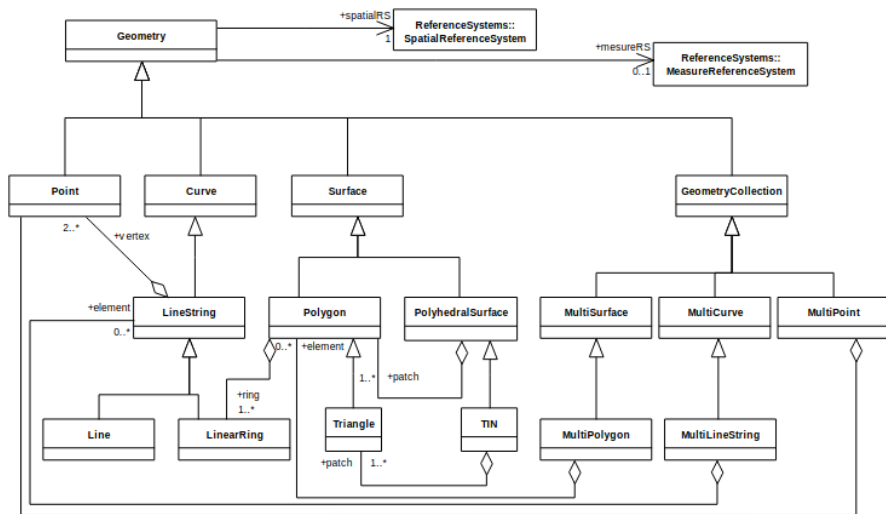 Geometry
+spatialRS
1
ReferenceSystems::
SpatialReferenceSystem
+mesureRS
0..1
ReferenceSystems::
MeasureReferenceSystem
Point
Curve
Surface
GeometryCollection
2..*
+vertex
+element
0..*
LineString
Polygon
PolyhedralSurface
MultiSurface
MultiCurve
MultiPoint
0..*
+element
+ring
1..*
1..*
+patch
Line
LinearRing
Triangle
TIN
MultiPolygon
MultiLineString
+patch
1..*